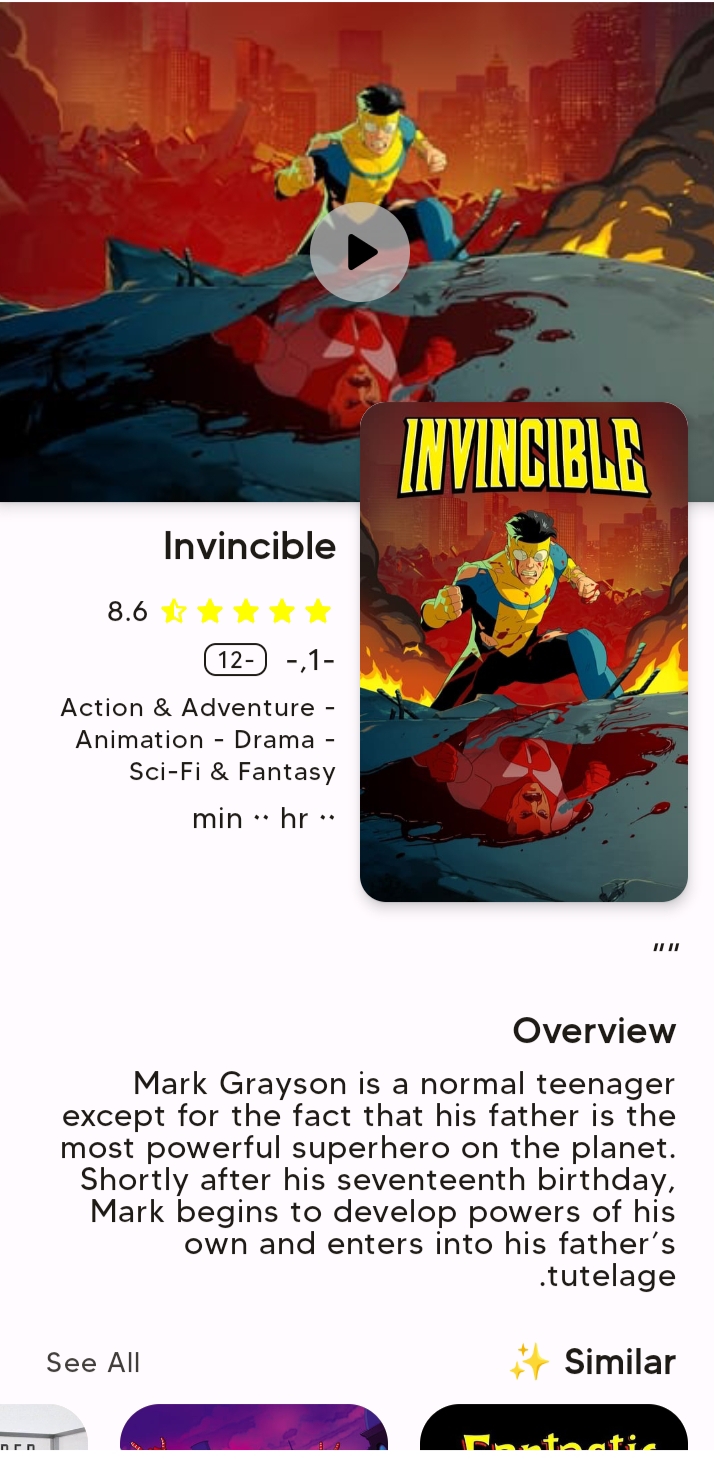 INVINCIBLE
Invincible
8.6
12- -,1-
Action & Adventure -
Animation - Drama -
Sci-Fi & Fantasy
min ·· hr ··
""
Overview
Mark Grayson is a normal teenager
except for the fact that his father is the
most powerful superhero on the planet.
Shortly after his seventeenth birthday,
Mark begins to develop powers of his
own and enters into his father's
.tutelage
See All ✨ Similar
Fantastic